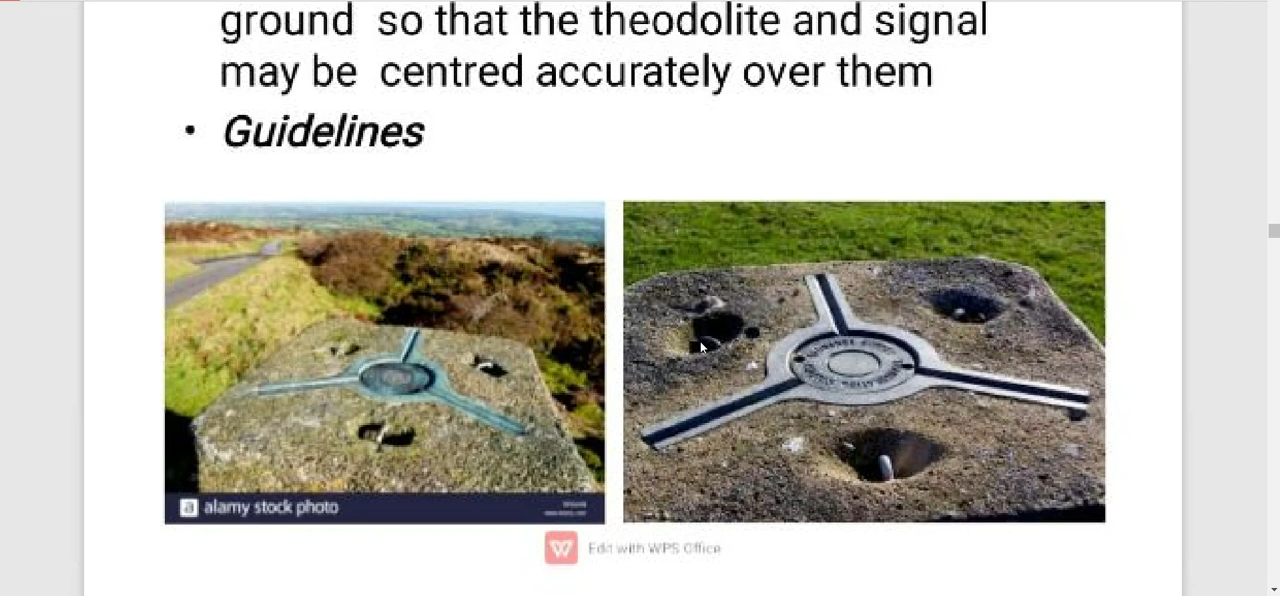 ground so that the theodolite and signal
may be centred accurately over them
• Guidelines
a alamy stock photo
Edit with WPS Office